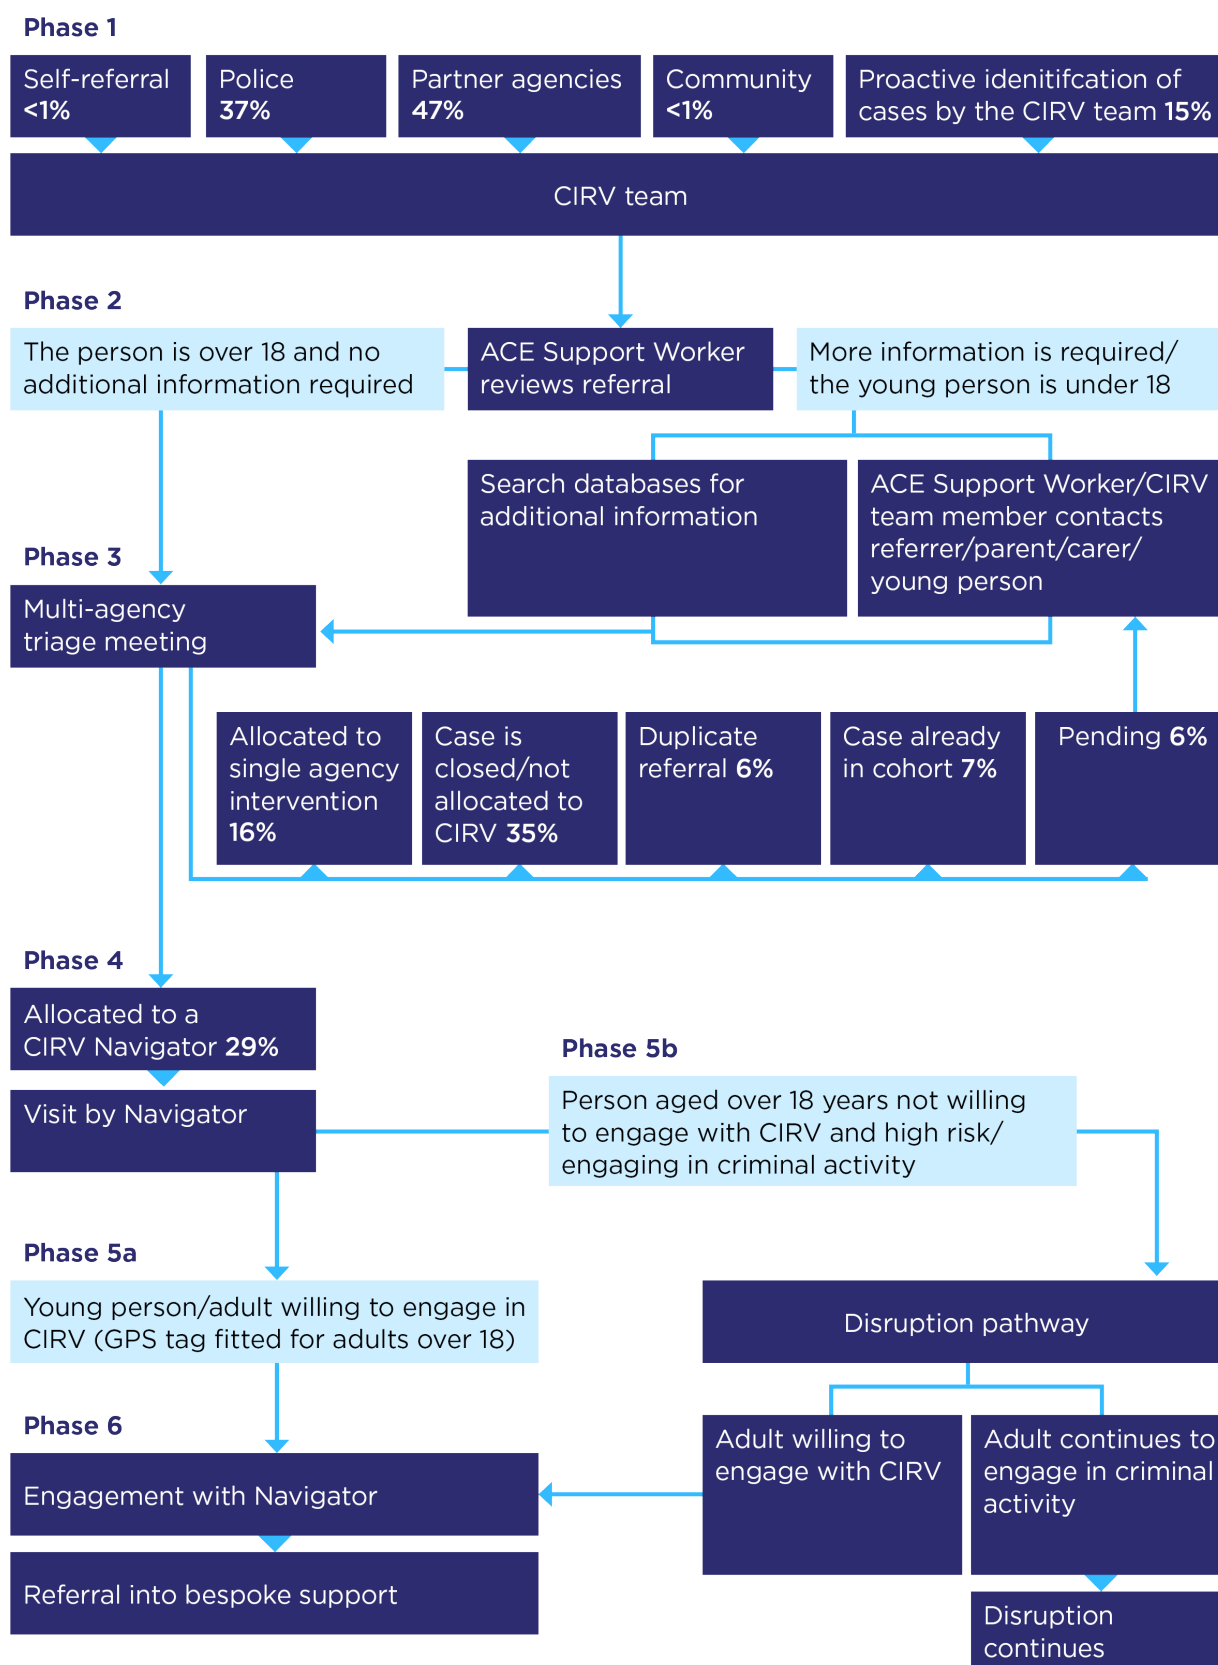 Phase 1
Self-referral
<1%
Police
37%
Partner agencies
47%
Community
<1%
Proactive idenitifcation of
cases by the CIRV team 15%
CIRV team
Phase 2
The person is over 18 and no
additional information required
ACE Support Worker
reviews referral
More information is required/
the young person is under 18
Search databases for
additional information
ACE Support Worker/CIRV
team member contacts
referrer/parent/carer/
young person
Phase 3
Multi-agency
triage meeting
Allocated to
single agency
intervention
16%
Case is
closed/not
allocated to
CIRV 35%
Duplicate
referral 6%
Case already
in cohort 7%
Pending 6%
Phase 4
Allocated to a
CIRV Navigator 29%
Visit by Navigator
Phase 5b
Person aged over 18 years not willing
to engage with CIRV and high risk/
engaging in criminal activity
Phase 5a
Young person/adult willing to engage in
CIRV (GPS tag fitted for adults over 18)
Disruption pathway
Phase 6
Engagement with Navigator
Adult willing to
engage with CIRV
Adult continues to
engage in criminal
activity
Referral into bespoke support
Disruption
continues